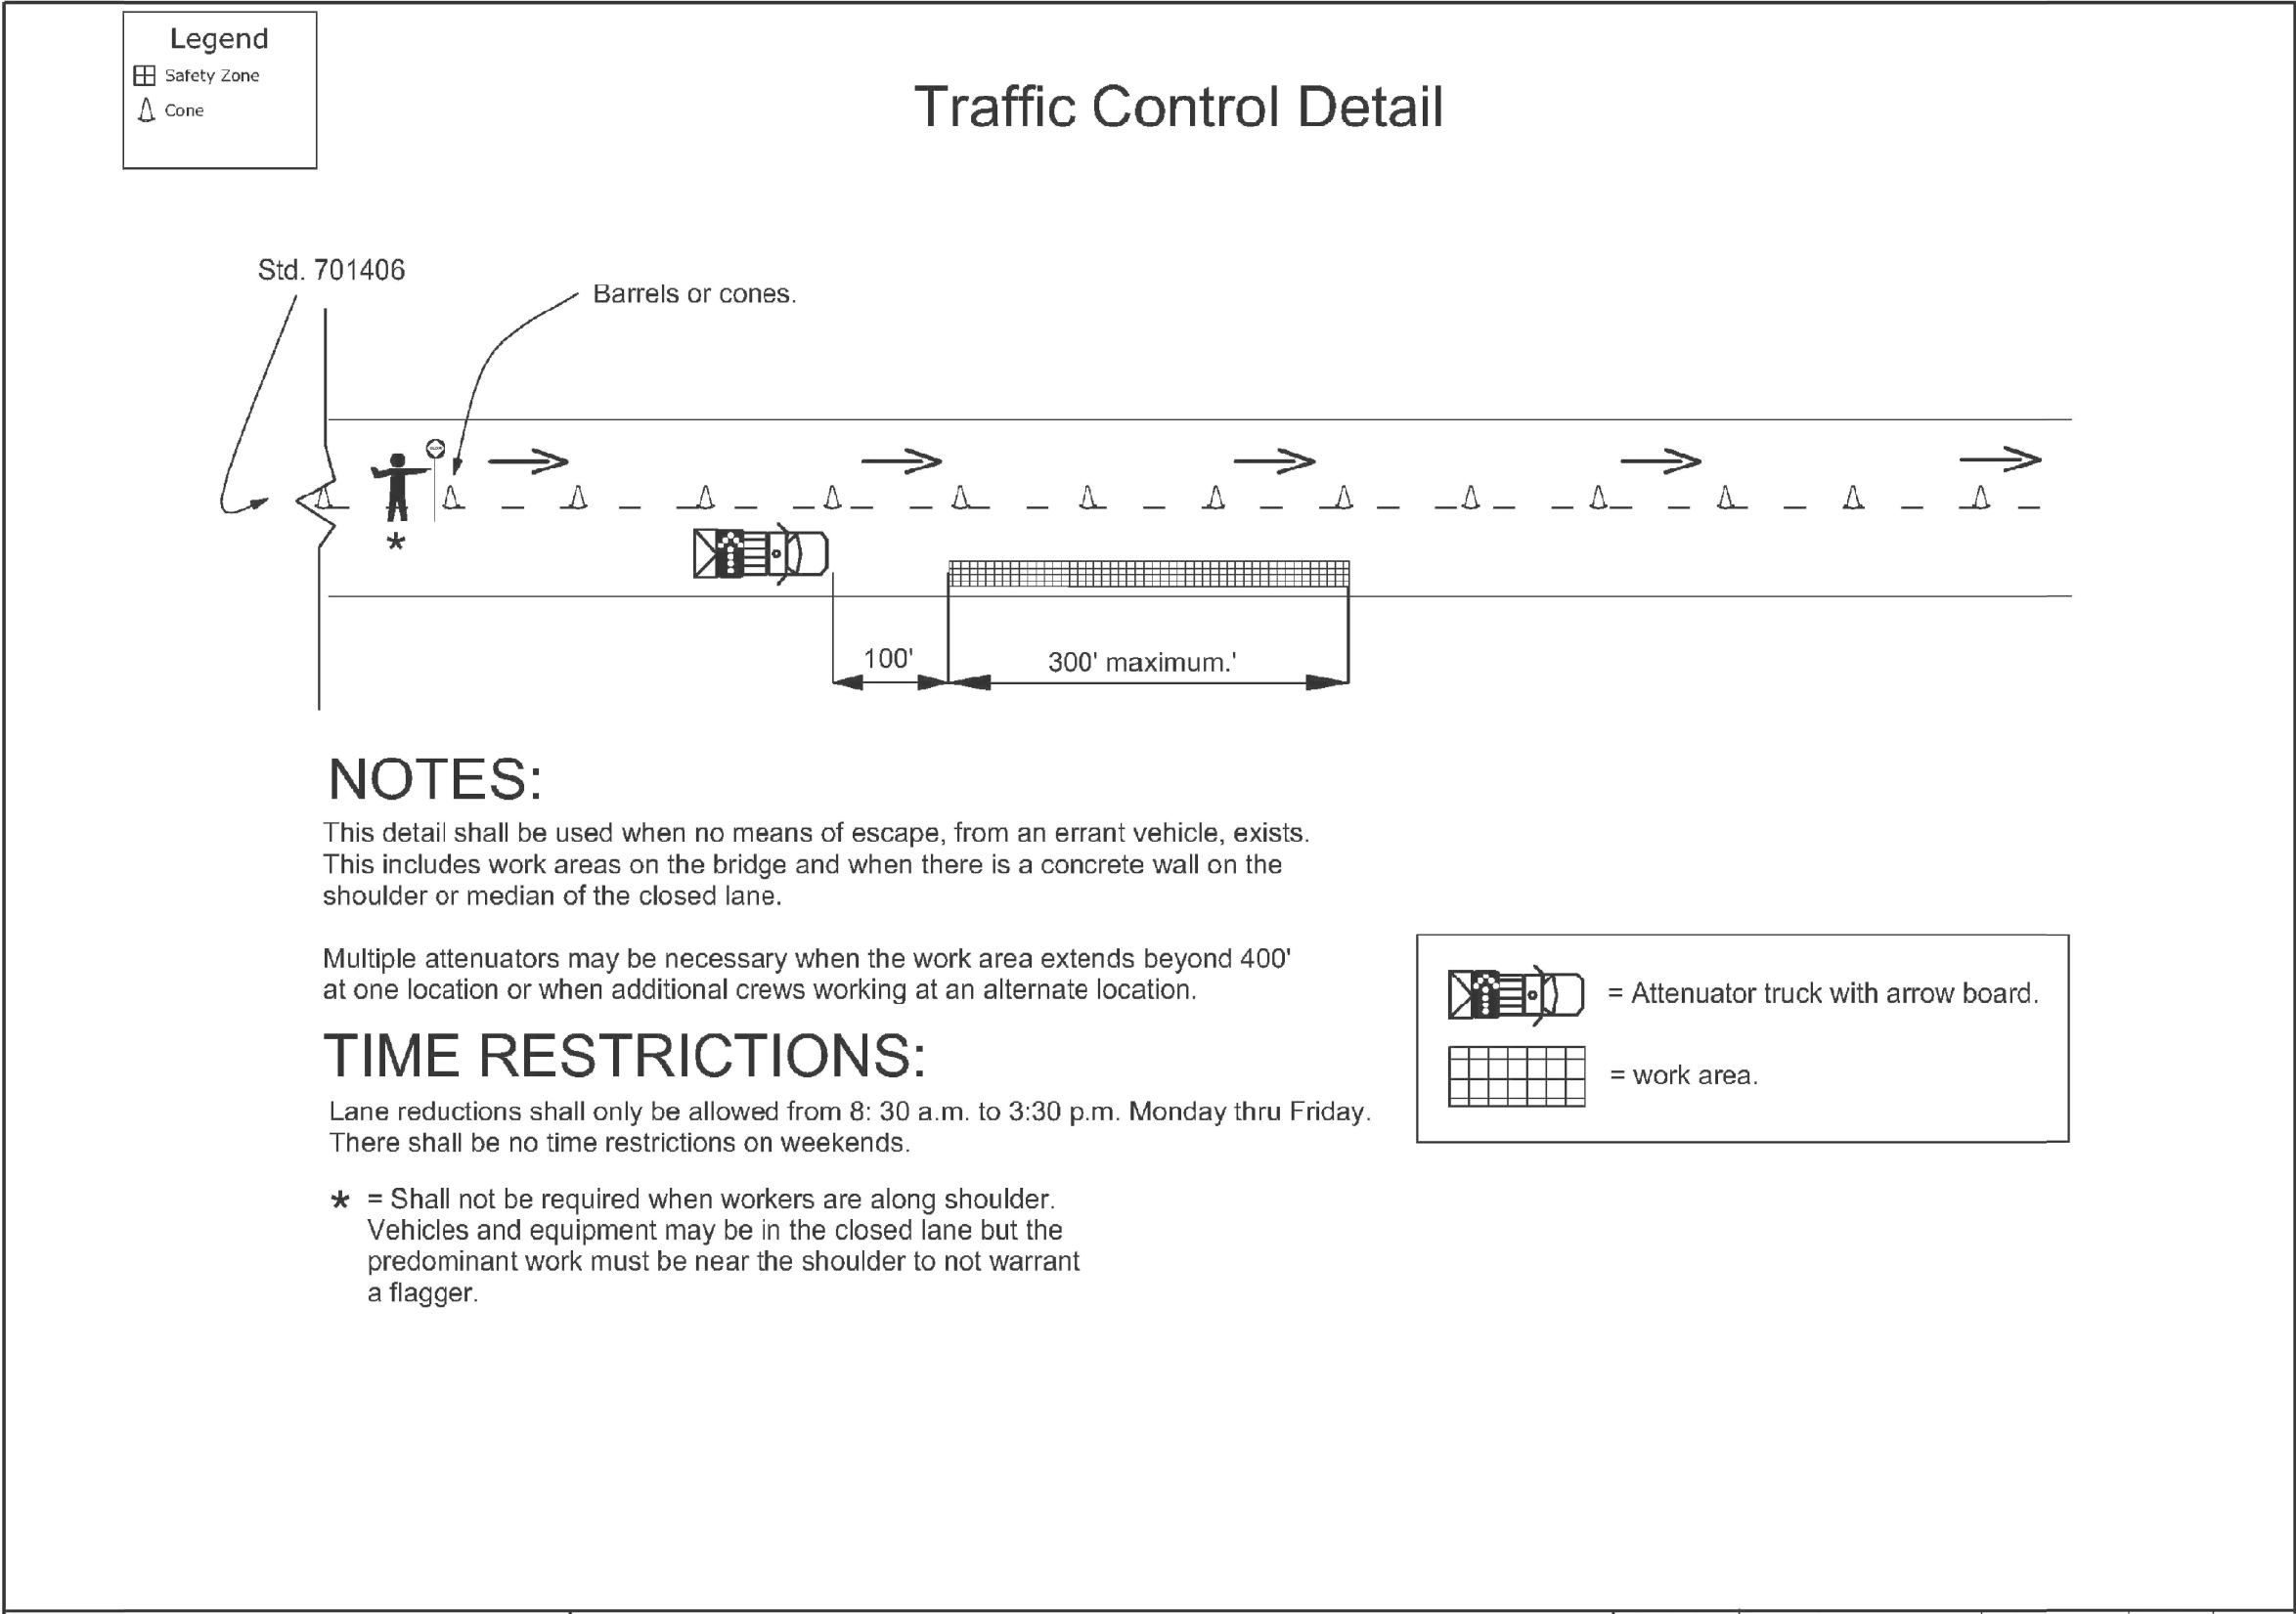 Legend
Safety Zone
Cone
Traffic Control Detail
Std. 701406
Barrels or cones.
*
100'
300' maximum.'
NOTES:
This detail shall be used when no means of escape, from an errant vehicle, exists.
This includes work areas on the bridge and when there is a concrete wall on the
shoulder or median of the closed lane.
Multiple attenuators may be necessary when the work area extends beyond 400'
at one location or when additional crews working at an alternate location.
= Attenuator truck with arrow board.
= work area.
TIME RESTRICTIONS:
Lane reductions shall only be allowed from 8: 30 a.m. to 3:30 p.m. Monday thru Friday.
There shall be no time restrictions on weekends.
* = Shall not be required when workers are along shoulder.
Vehicles and equipment may be in the closed lane but the
predominant work must be near the shoulder to not warrant
a flagger.